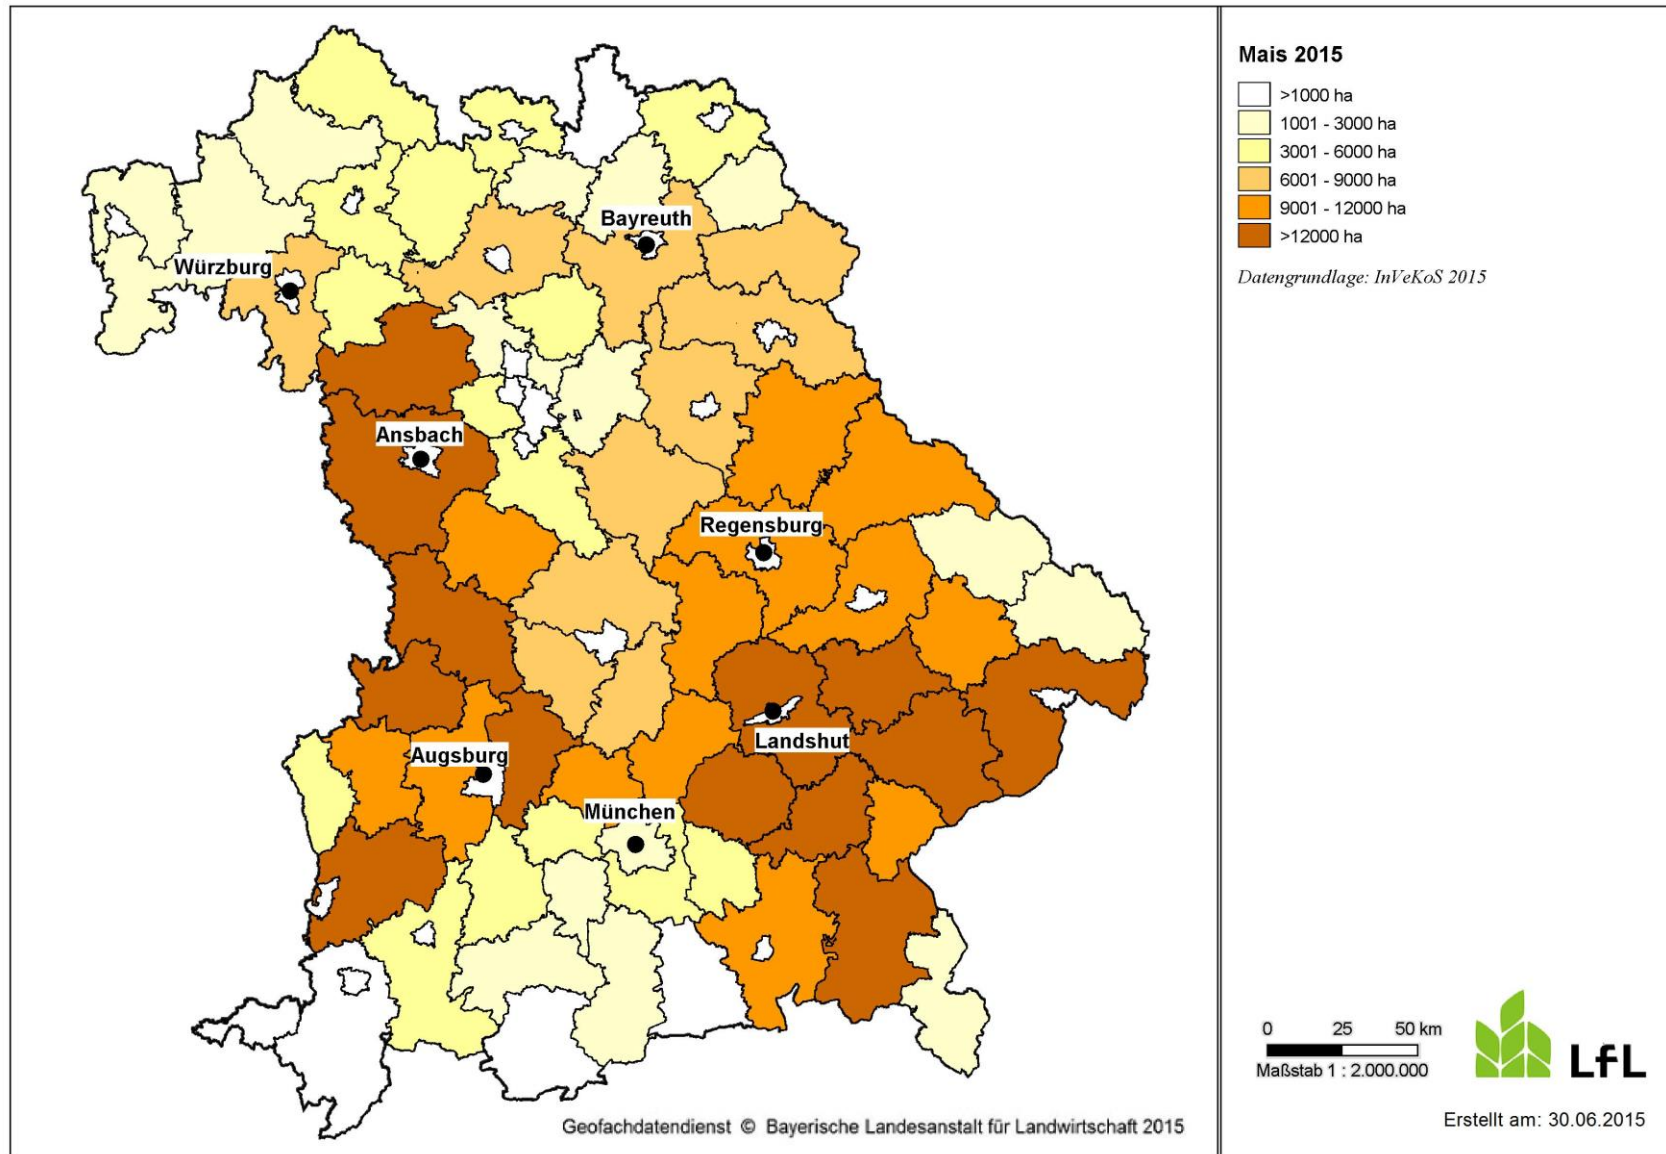 Mais 2015
>1000 ha
1001 - 3000 ha
3001 - 6000 ha
6001 - 9000 ha
9001 - 12000 ha
>12000 ha
Datengrundlage: InVeKoS 2015
Bayreuth
Würzburg
Ansbach
Regensburg
Landshut
Augsburg
München
0 25 50 km
Maßstab 1 : 2.000.000
LfL
Geofachdatendienst © Bayerische Landesanstalt für Landwirtschaft 2015
Erstellt am: 30.06.2015